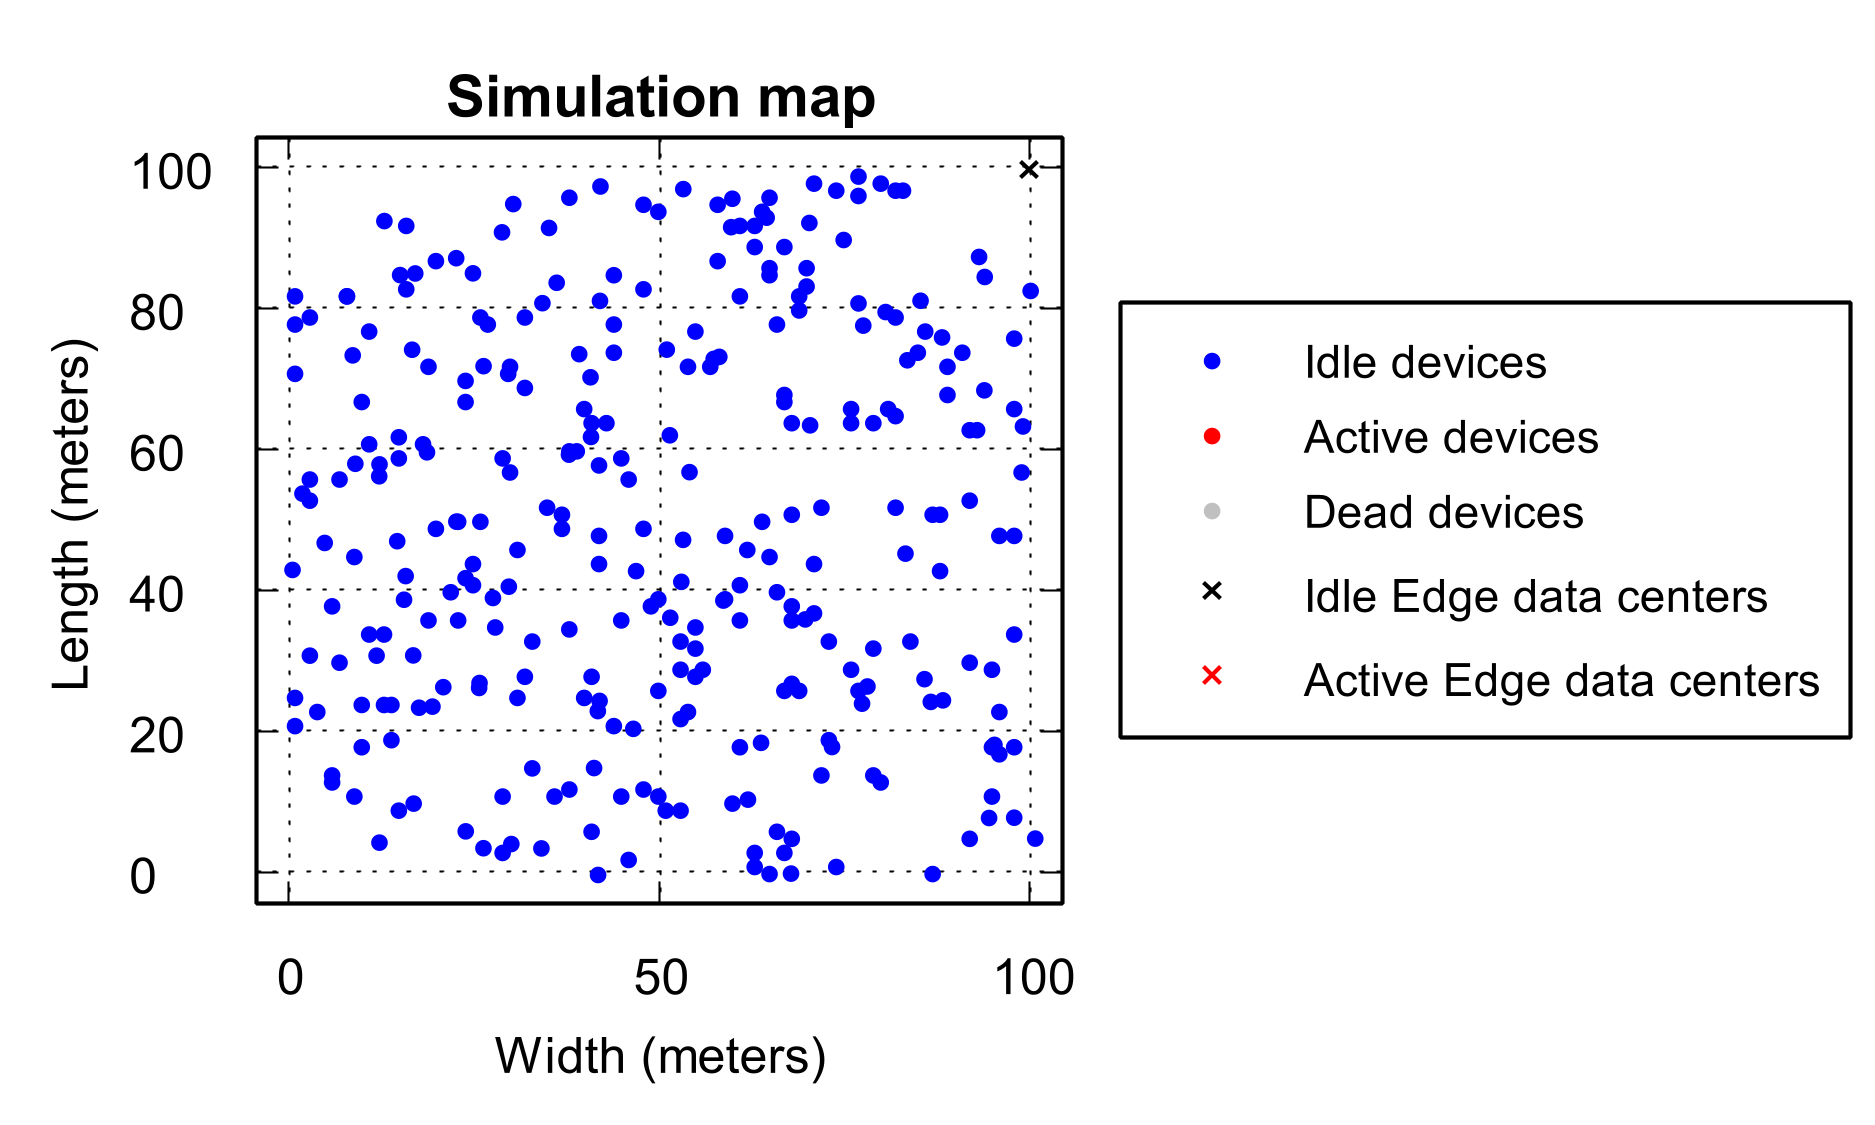 Simulation map
100
80
60
40
20
0
Length (meters)
0
50
100
Width (meters)
Idle devices
Active devices
Dead devices
Idle Edge data centers
Active Edge data centers